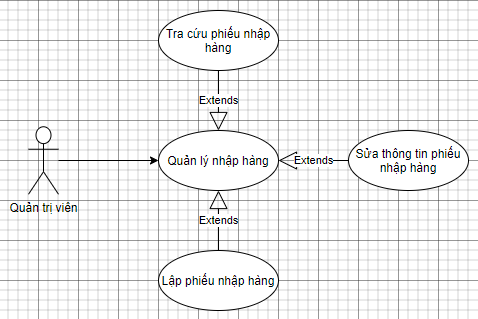 Tra cứu phiếu nhập
hàng
Extends
Quản lý nhập hàng
Extends
Sửa thông tin phiếu
nhập hàng
Quản trị viên
Extends
Lập phiếu nhập hàng